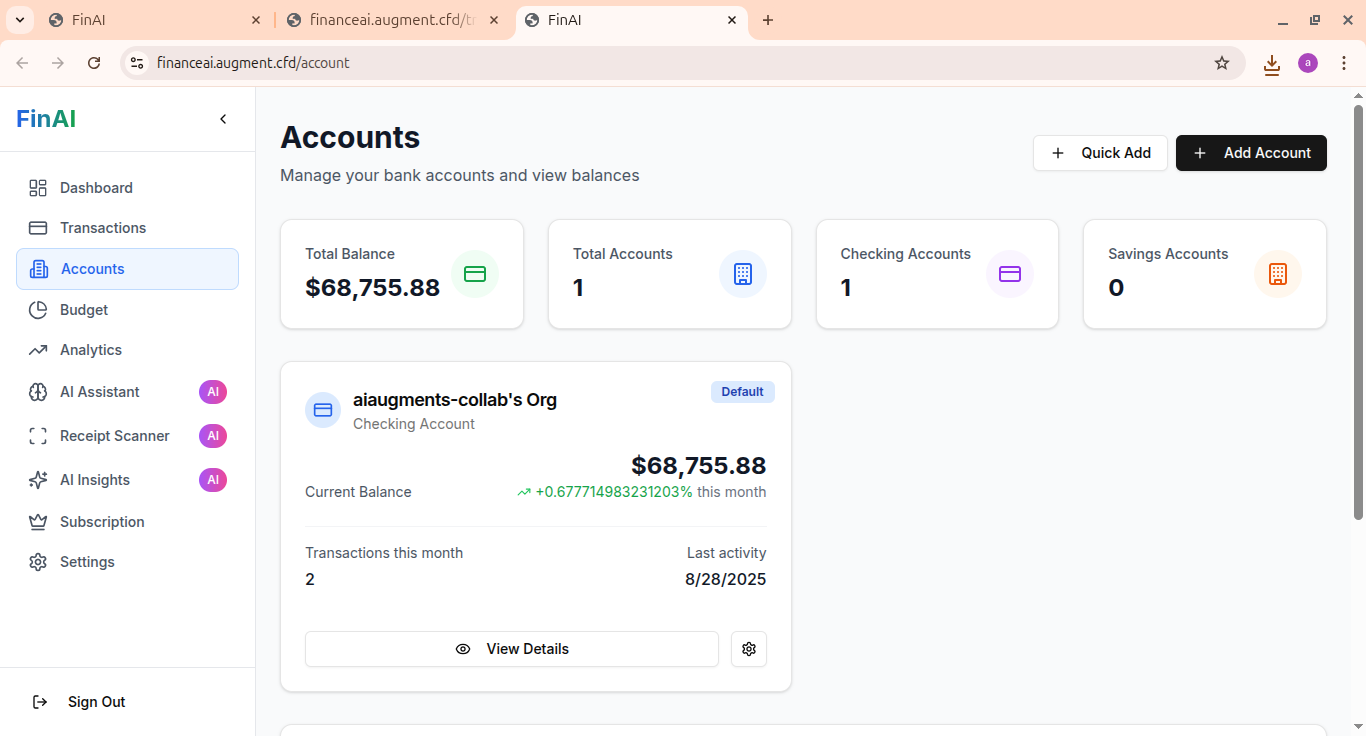 FinAI
financeai.augment.cfd/tr
FinAI
financeai.augment.cfd/account
a
FinAI
Dashboard
Transactions
Accounts
Budget
Analytics
AI Assistant AI
Receipt Scanner AI
AI Insights AI
Subscription
Settings
Sign Out
Accounts
Manage your bank accounts and view balances
Quick Add
Add Account
Total Balance
$68,755.88
Total Accounts
1
Checking Accounts
1
Savings Accounts
0
aiaugments-collab's Org
Default
Checking Account
$68,755.88
Current Balance
+0.677714983231203% this month
Transactions this month
2
Last activity
8/28/2025
View Details